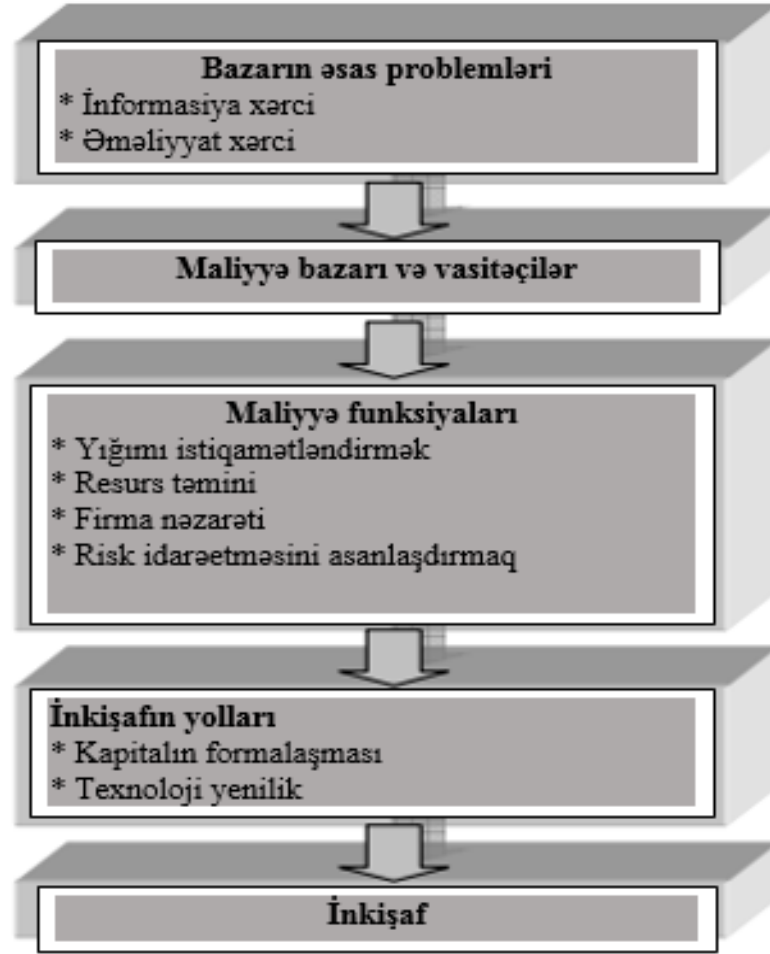 Bazarın əsas problemləri
* İnformasiya xərci
* Əməliyyat xərci
Maliyyə bazarı və vasitəçilər
Maliyyə funksiyaları
* Yığımı istiqamətləndirmək
* Resurs təmini
* Firma nəzarəti
* Risk idarəetməsini asanlaşdırmaq
İnkişafın yolları
* Kapitalın formalaşması
* Texnoloji yenilik
İnkişaf